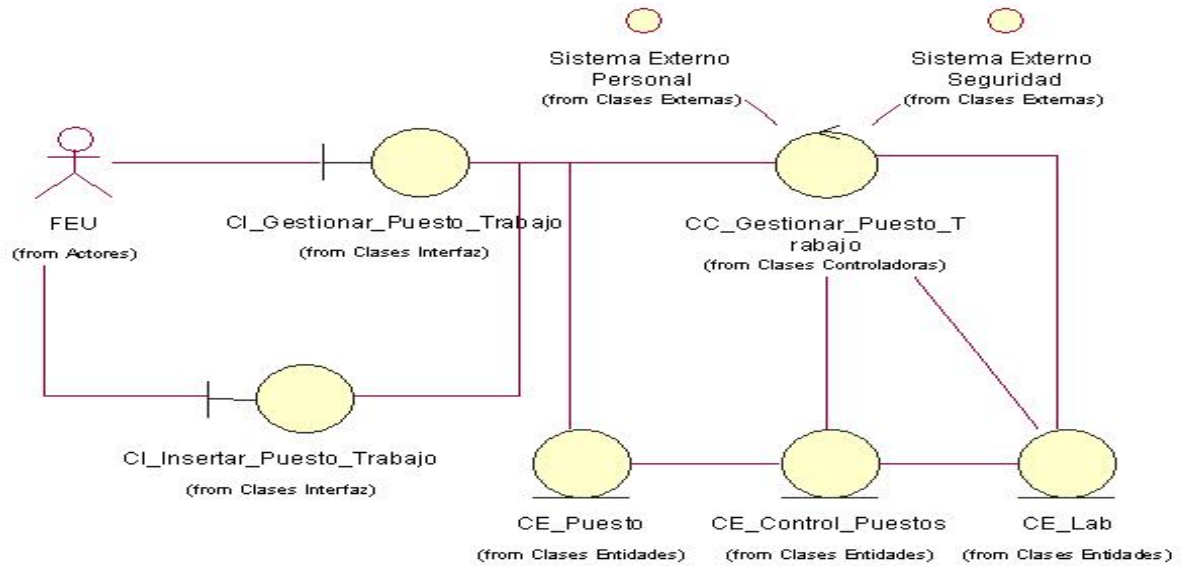 Sistema Externo
Personal
(from Clases Externas)
Sistema Externo
Seguridad
(from Clases Externas)
FEU
(from Actores)
CI_Gestionar_Puesto_Trabajo
(from Clases Interfaz)
CC_Gestionar_Puesto_T
rabajo
(from Clases Controladoras)
CI_Insertar_Puesto_Trabajo
(from Clases Interfaz)
CE_Puesto
(from Clases Entidades)
CE_Control_Puestos
(from Clases Entidades)
CE_Lab
(from Clases Entidades)